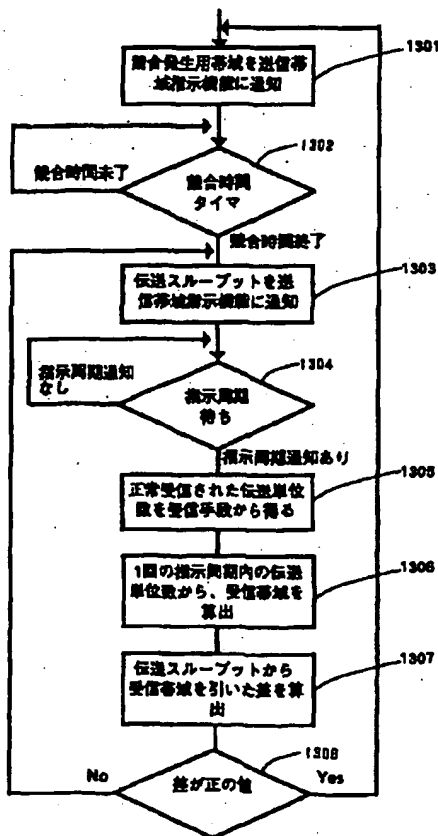 競合発生用帯域を送信帯
域指示機能に通知
1301
1302
競合時間未了
競合時間
タイマ
競合時間終了
1303
伝送スループットを送
信帯域指示機能に通知
1304
指示周期通知
なし
指示周期
待ち
指示周期通知あり
1305
正常受信された伝送単位
数を受信手段から得る
1306
1回の指示周期内の伝送
単位数から、受信帯域を
算出
1307
伝送スループットから
受信帯域を引いた差を算
出
1308
No
差が正の値
Yes